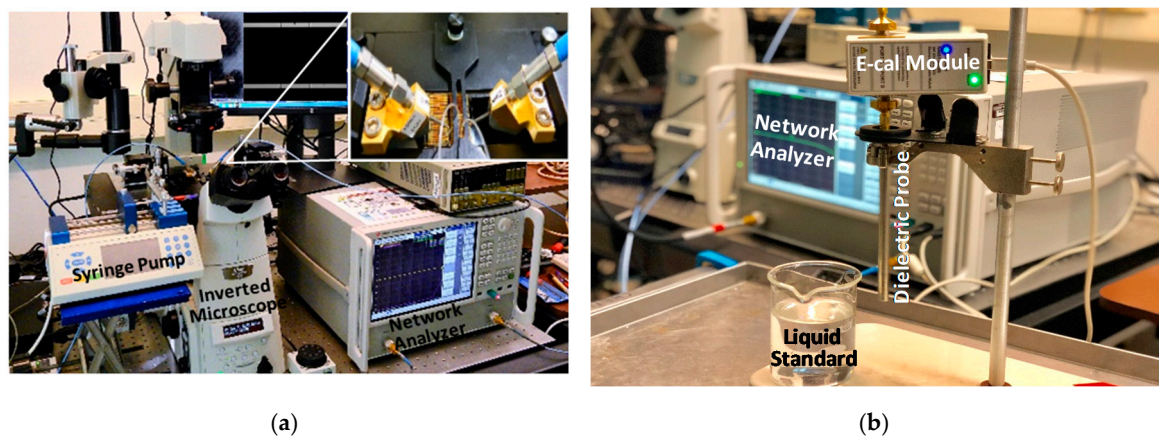 Syringe Pump
Inverted
Microscope
Network
Analyzer
E-cal Module
Network
Analyzer
Dielectric Probe
Liquid
Standard
(a)
(b)